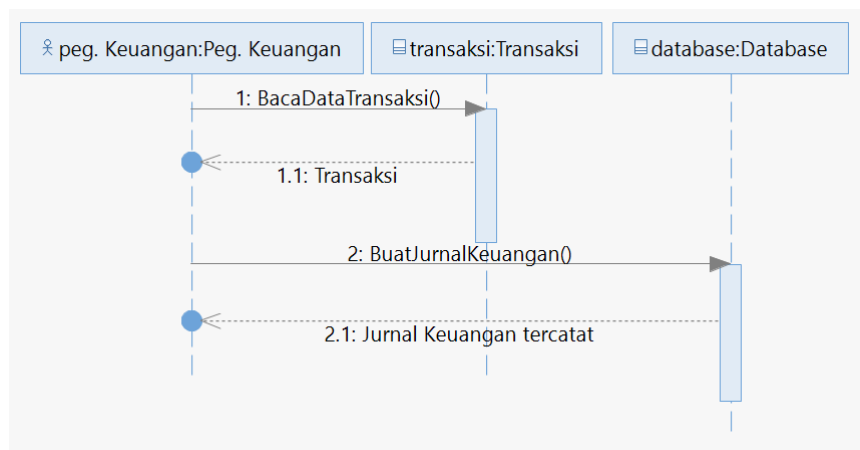 peg. Keuangan:Peg. Keuangan
transaksi:Transaksi
database:Database
1: BacaDataTransaksi()
1.1: Transaksi
2: BuatJurnalKeuangan()
2.1: Jurnal Keuangan tercatat